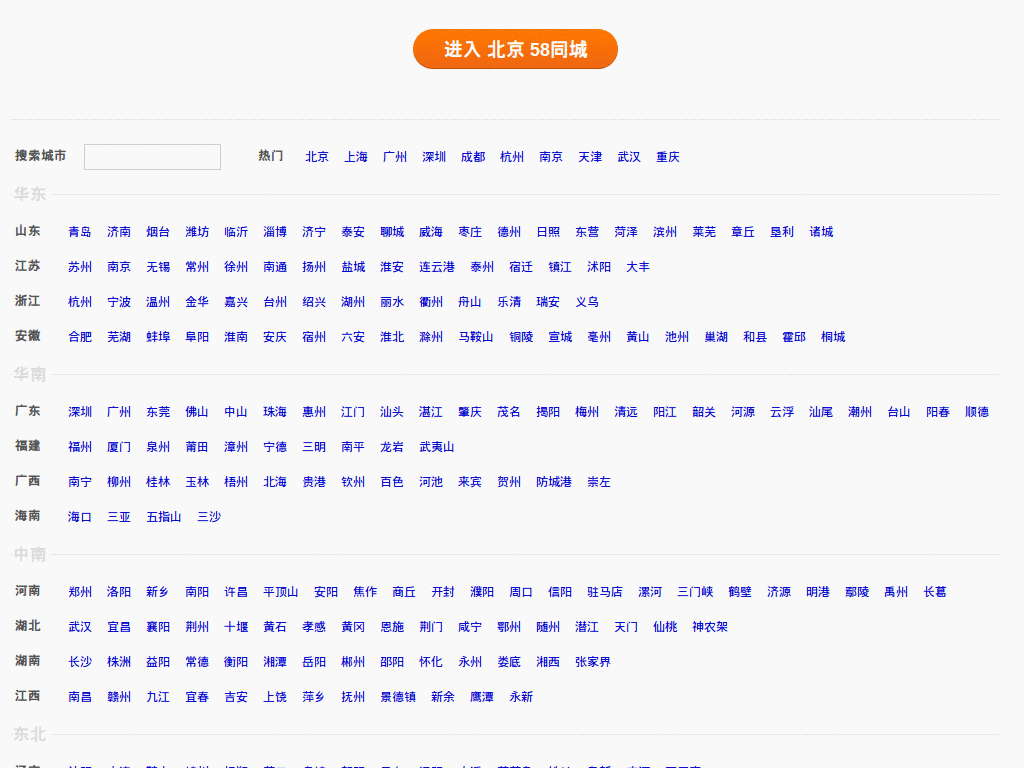 进入 北京 58同城
搜索城市 热门 北京 上海 广州 深圳 成都 杭州 南京 天津 武汉 重庆
华东
山东 青岛 济南 烟台 潍坊 临沂 淄博 济宁 泰安 聊城 威海 枣庄 德州 日照 东营 菏泽 滨州 莱芜 章丘 垦利 诸城
江苏 苏州 南京 无锡 常州 徐州 南通 扬州 盐城 淮安 连云港 泰州 宿迁 镇江 沭阳 大丰
浙江 杭州 宁波 温州 金华 嘉兴 台州 绍兴 湖州 丽水 衢州 舟山 乐清 瑞安 义乌
安徽 合肥 芜湖 蚌埠 阜阳 淮南 安庆 宿州 六安 淮北 滁州 马鞍山 铜陵 宣城 亳州 黄山 池州 巢湖 和县 霍邱 桐城
华南
广东 深圳 广州 东莞 佛山 中山 珠海 惠州 江门 汕头 湛江 肇庆 茂名 揭阳 梅州 清远 阳江 韶关 河源 云浮 汕尾 潮州 台山 阳春 顺德
福建 福州 厦门 泉州 莆田 漳州 宁德 三明 南平 龙岩 武夷山
广西 南宁 柳州 桂林 玉林 梧州 北海 贵港 钦州 百色 河池 来宾 贺州 防城港 崇左
海南 海口 三亚 五指山 三沙
中南
河南 郑州 洛阳 新乡 南阳 许昌 平顶山 安阳 焦作 商丘 开封 濮阳 周口 信阳 驻马店 漯河 三门峡 鹤壁 济源 明港 鄢陵 禹州 长葛
湖北 武汉 宜昌 襄阳 荆州 十堰 黄石 孝感 黄冈 恩施 荆门 咸宁 鄂州 随州 潜江 天门 仙桃 神农架
湖南 长沙 株洲 益阳 常德 衡阳 湘潭 岳阳 郴州 邵阳 怀化 永州 娄底 湘西 张家界
江西 南昌 赣州 九江 宜春 吉安 上饶 萍乡 抚州 景德镇 新余 鹰潭 永新
东北